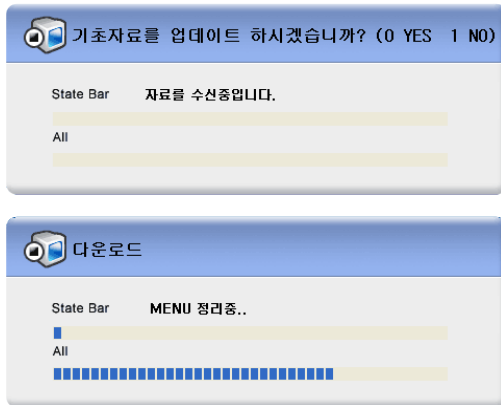 기초자료를 업데이트 하시겠습니까? (0 YES 1 NO)
State Bar 자료를 수신중입니다.
All
다운로드
State Bar MENU 정리중..
All